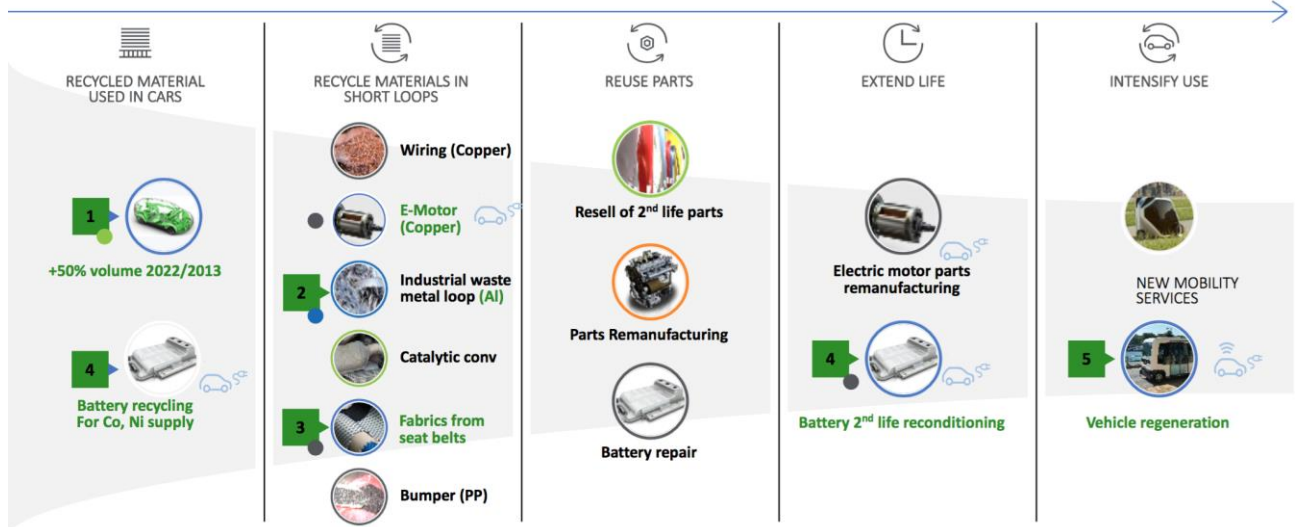 RECYCLED MATERIAL
USED IN CARS
1
+50% volume 2022/2013
4
Battery recycling
For Co, Ni supply
RECYCLE MATERIALS IN
SHORT LOOPS
Wiring (Copper)
E-Motor
(Copper)
2
Industrial waste
metal loop (Al)
Catalytic conv
3
Fabrics from
seat belts
Bumper (PP)
REUSE PARTS
Resell of 2nd life parts
Parts Remanufacturing
Battery repair
EXTEND LIFE
Electric motor parts
remanufacturing
4
Battery 2nd life reconditioning
INTENSIFY USE
NEW MOBILITY
SERVICES
5
Vehicle regeneration